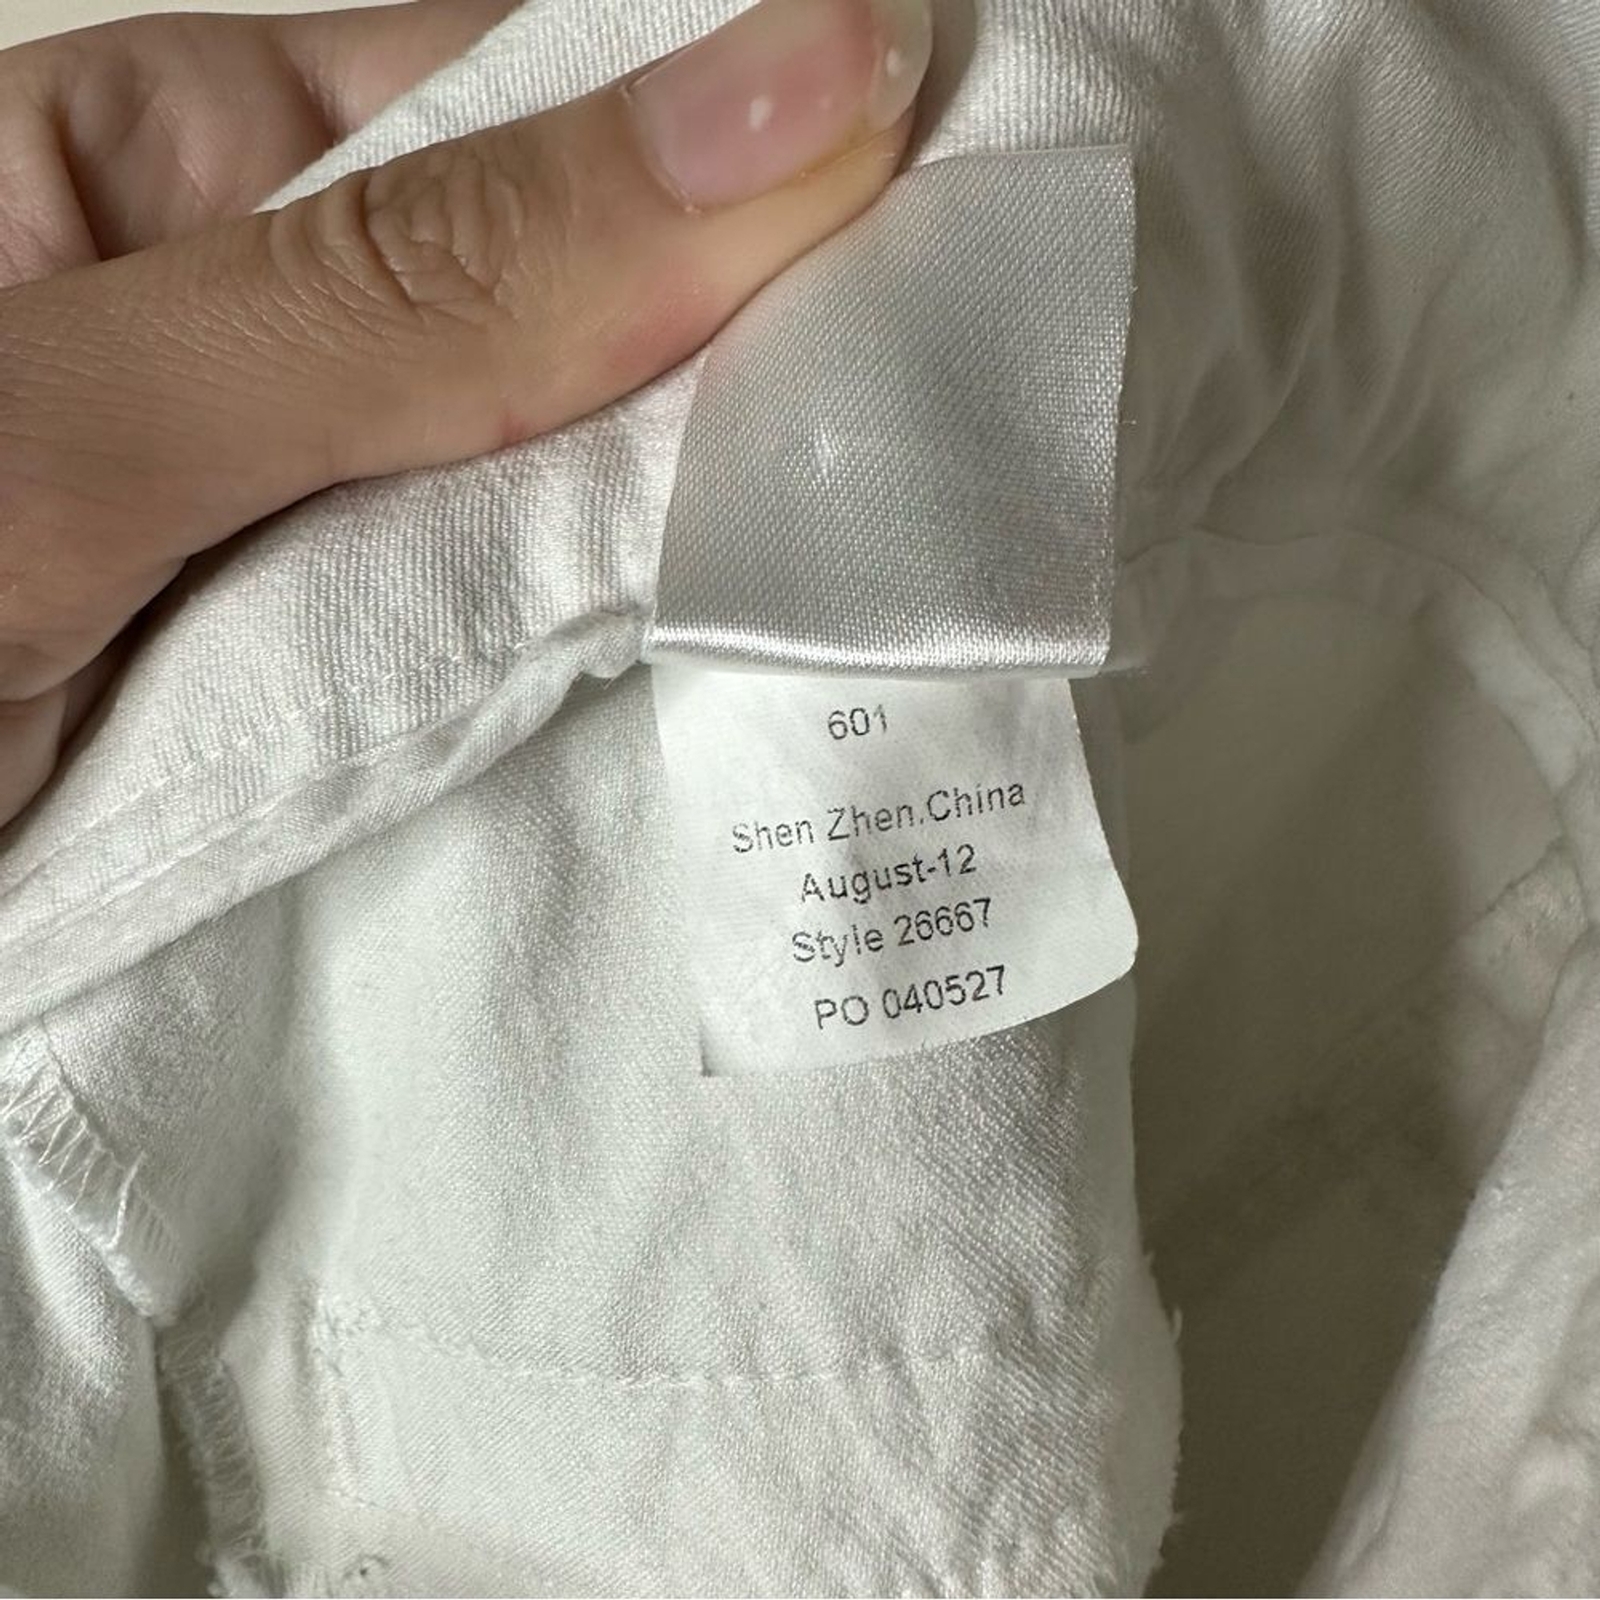 601
Shen Zhen.China
August-12
Style 26667
PO 040527